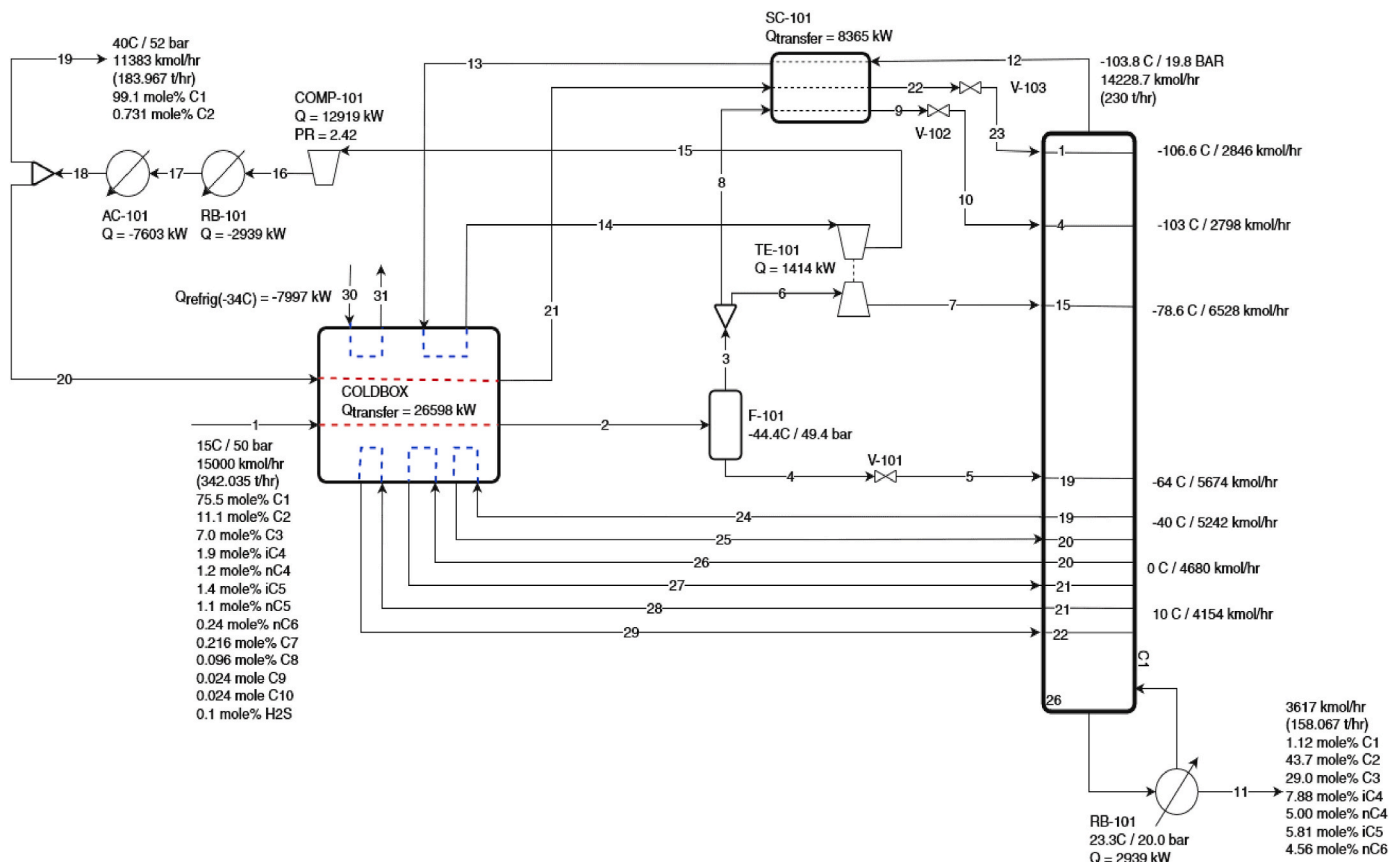 SC-101
Qtransfer = 8365 kW
19
40C / 52 bar
11383 kmol/hr
(183.967 t/hr)
99.1 mole% C1
0.731 mole% C2
13
12
-103.8 C / 19.8 BAR
14228.7 kmol/hr
(230 t/hr)
COMP-101
Q = 12919 kW
PR = 2.42
22
V-103
9
V-102
23
15
1
-106.6 C / 2846 kmol/hr
18
17
16
8
10
AC-101
Q = -7603 kW
RB-101
Q = -2939 kW
14
4
-103 C / 2798 kmol/hr
TE-101
Q = 1414 kW
Qrefrig(-34C) = -7997 kW
30
31
21
6
7
15
-78.6 C / 6528 kmol/hr
3
20
COLDBOX
Qtransfer = 26598 kW
1
2
F-101
-44.4C / 49.4 bar
15C / 50 bar
15000 kmol/hr
(342.035 t/hr)
75.5 mole% C1
11.1 mole% C2
7.0 mole% C3
1.9 mole% iC4
1.2 mole% nC4
1.4 mole% iC5
1.1 mole% nC5
0.24 mole% nC6
0.216 mole% C7
0.096 mole% C8
0.024 mole C9
0.024 mole C10
0.1 mole% H2S
V-101
4
5
19
-64 C / 5674 kmol/hr
24
19
-40 C / 5242 kmol/hr
25
20
26
20
0 C / 4680 kmol/hr
27
21
28
21
10 C / 4154 kmol/hr
29
22
C1
26
11
RB-101
23.3C / 20.0 bar
Q = 2939 kW
3617 kmol/hr
(158.067 t/hr)
1.12 mole% C1
43.7 mole% C2
29.0 mole% C3
7.88 mole% iC4
5.00 mole% nC4
5.81 mole% iC5
4.56 mole% nC6